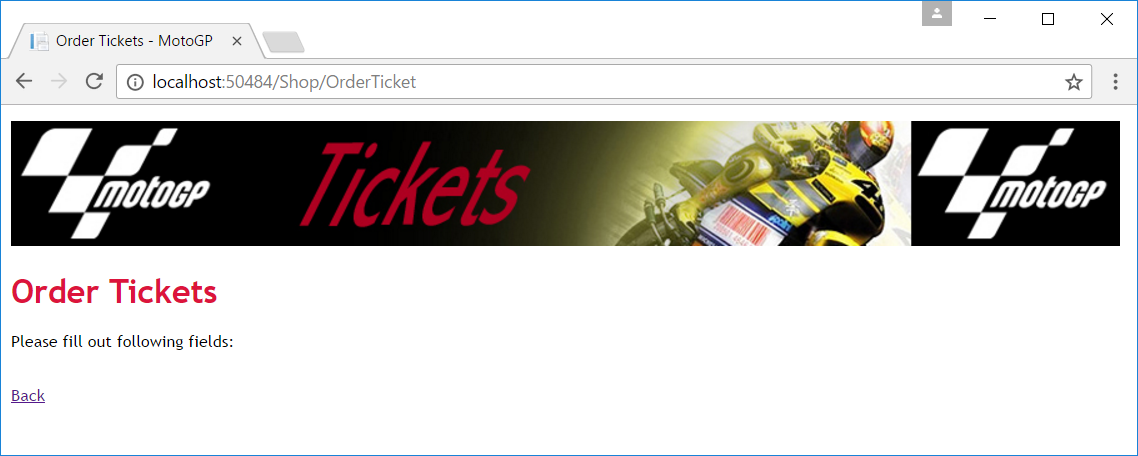 Order Tickets - MotoGP
localhost:50484/Shop/OrderTicket
MOTOGP
Tickets
MOTOGP
Order Tickets
Please fill out following fields:
Back